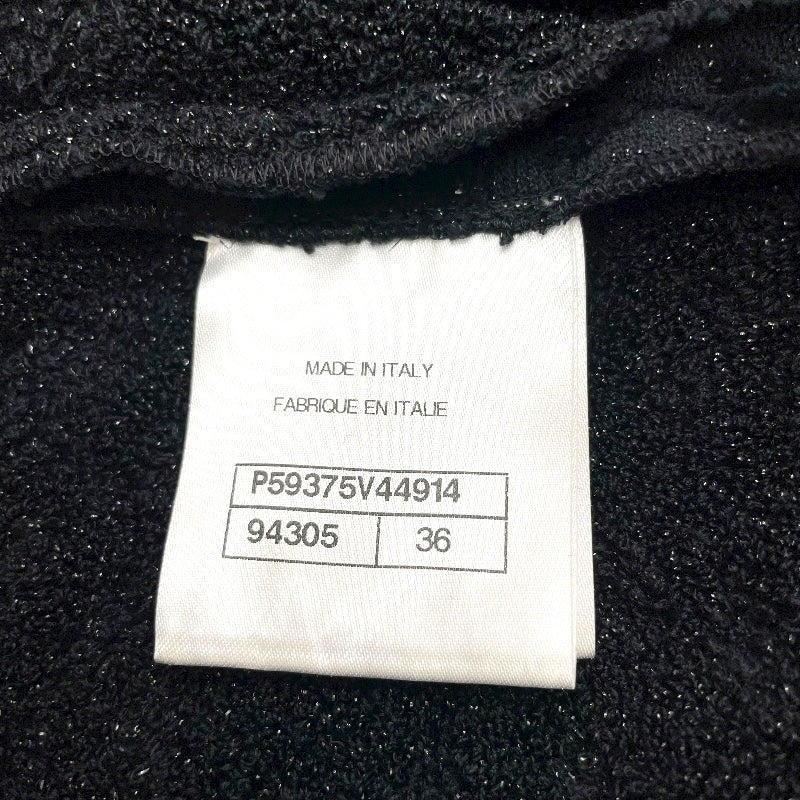 MADE IN ITALY
FABRIQUE EN ITALIE
P59375V44914
94305 36